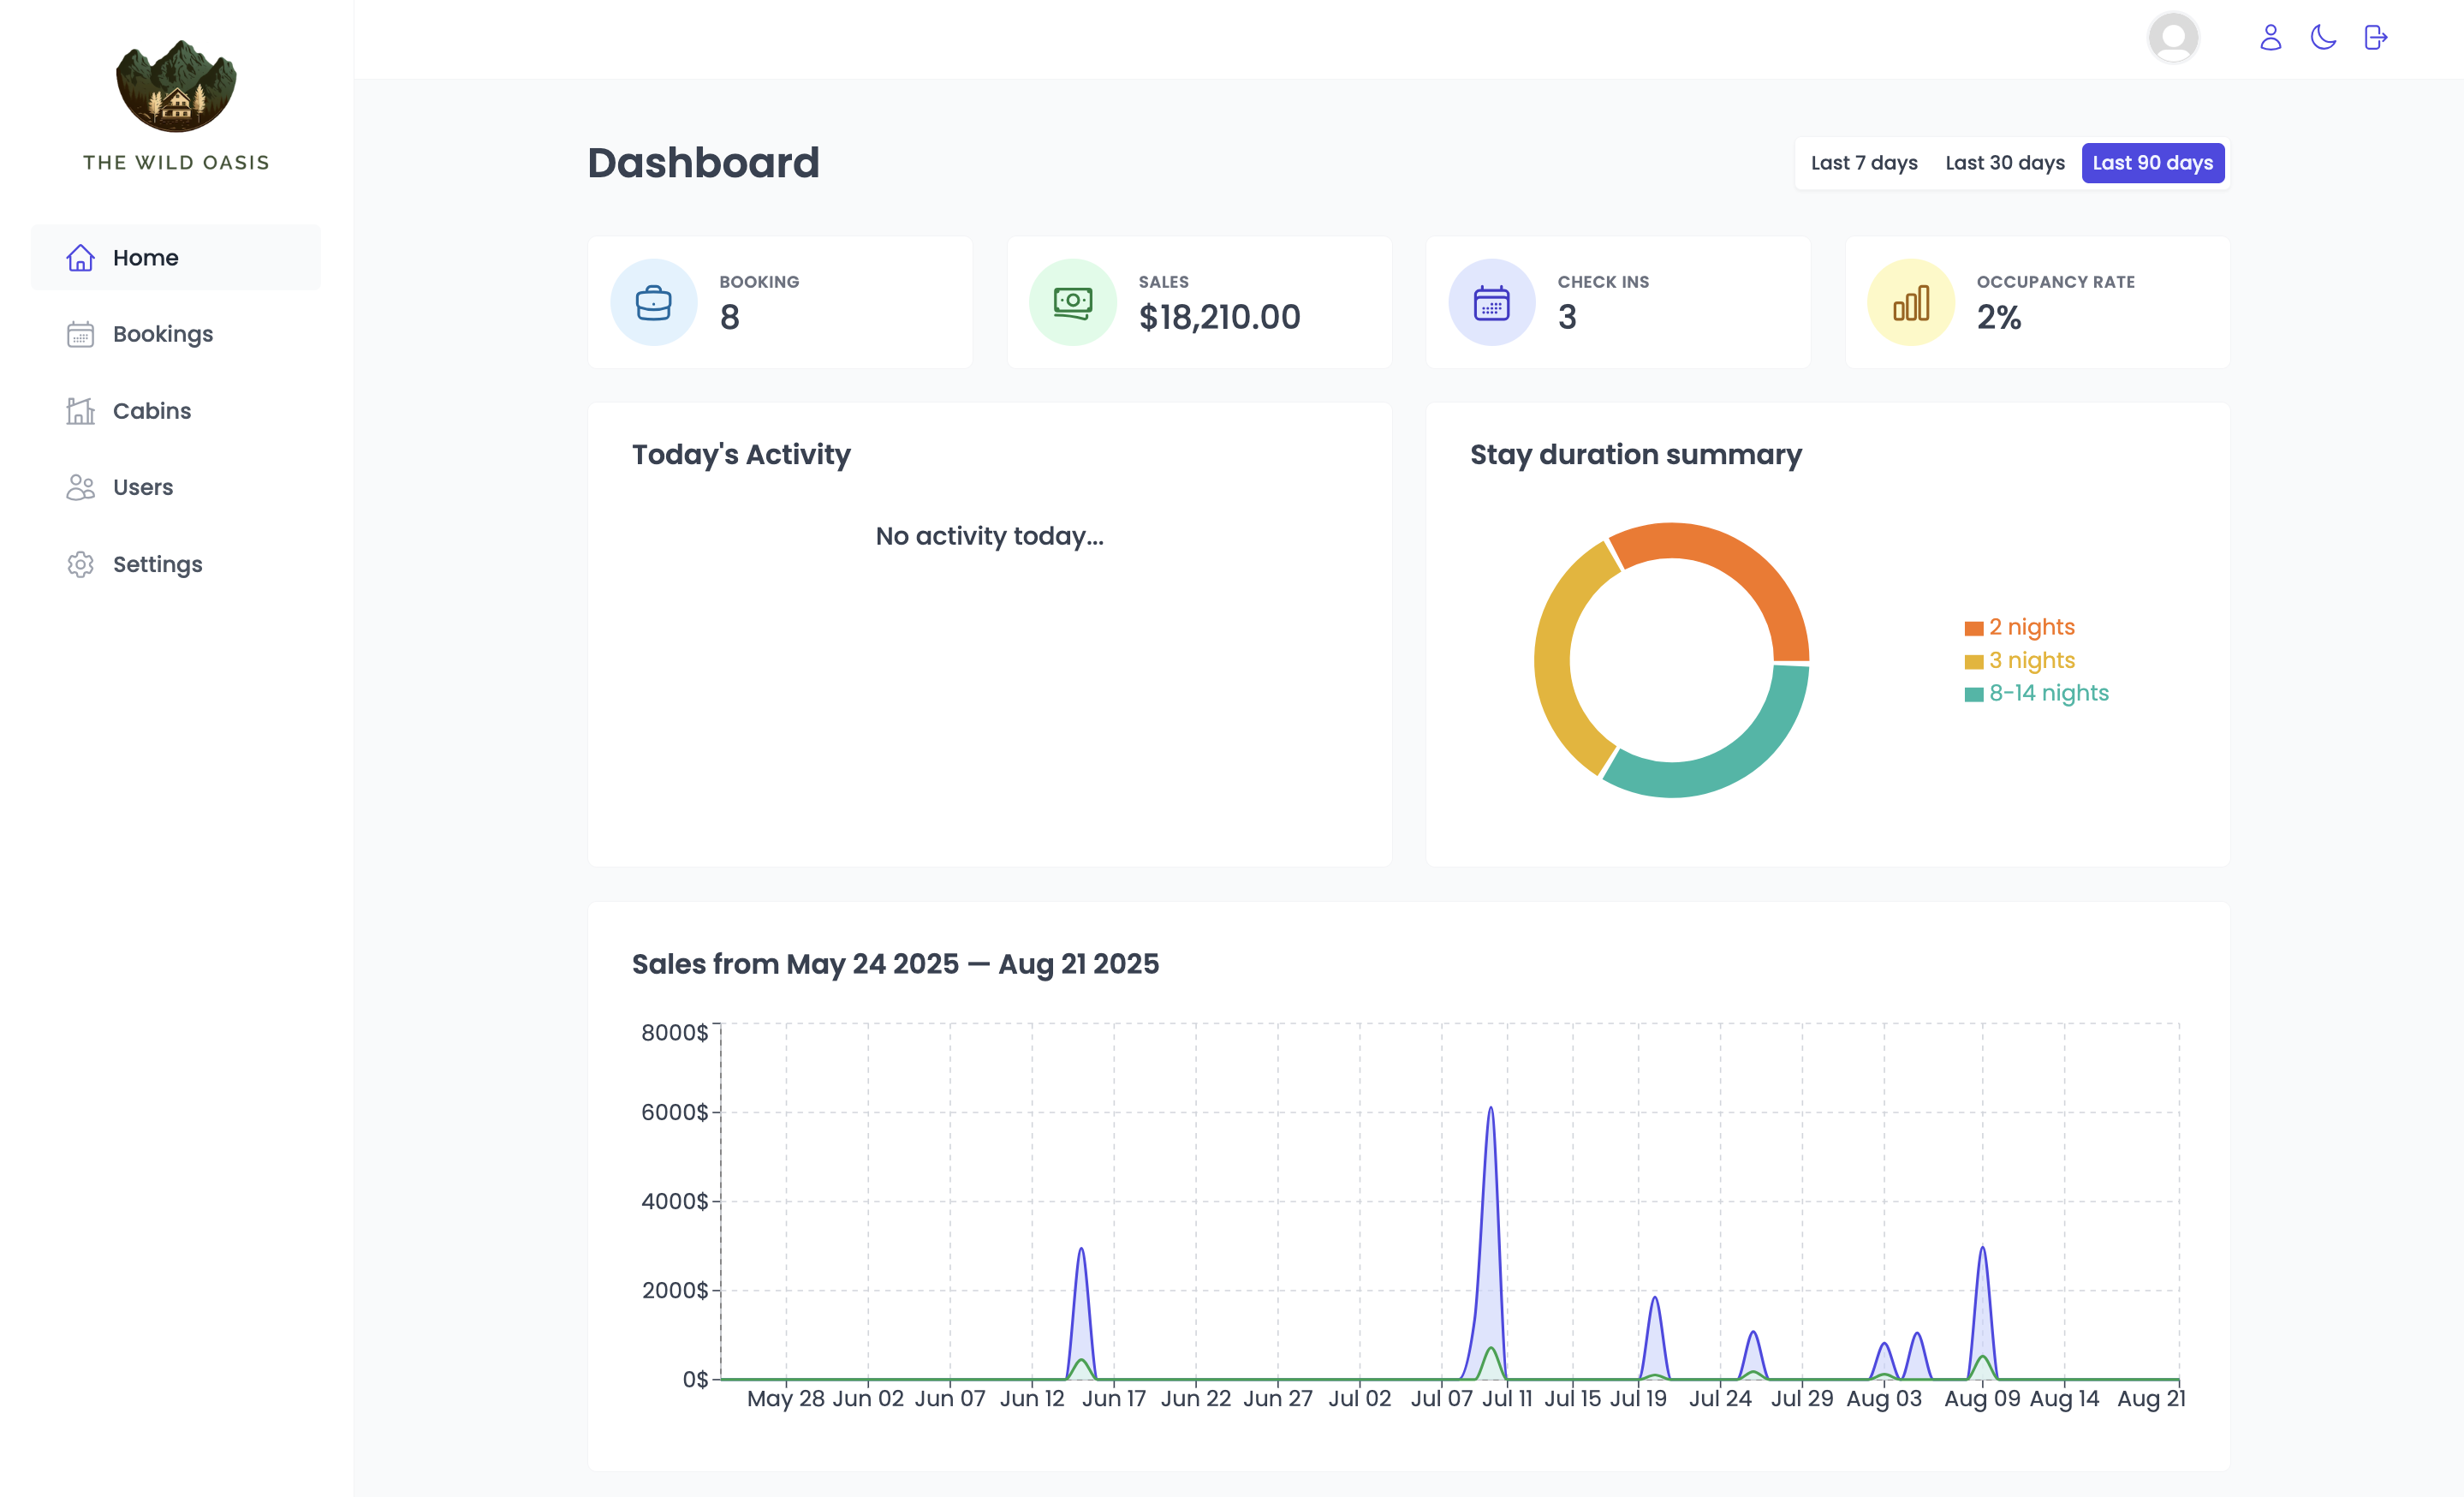 THE WILD OASIS
Home
Bookings
Cabins
Users
Settings
Dashboard
Last 7 days Last 30 days Last 90 days
BOOKING
8
SALES
$18,210.00
CHECK INS
3
OCCUPANCY RATE
2%
Today's Activity
No activity today...
Stay duration summary
2 nights
3 nights
8-14 nights
Sales from May 24 2025 — Aug 21 2025
8000$
6000$
4000$
2000$
0$
May 28 Jun 02 Jun 07 Jun 12 Jun 17 Jun 22 Jun 27 Jul 02 Jul 07 Jul 11 Jul 15 Jul 19 Jul 24 Jul 29 Aug 03 Aug 09 Aug 14 Aug 21